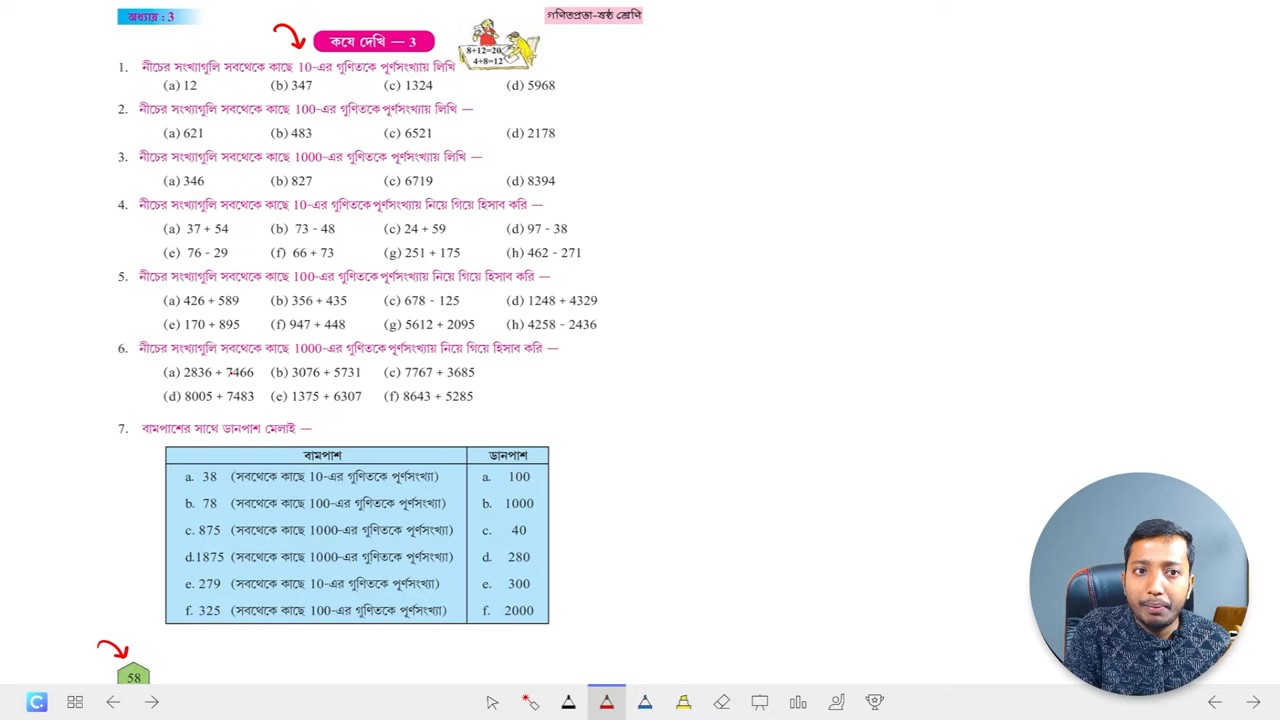 অধ্যায় : 3
গণিতপ্রভা-ষষ্ঠ শ্রেণি
কষে দেখি — 3
8+12=20
4+8=12
1. নীচের সংখ্যাগুলি সবথেকে কাছে 10-এর গুণিতকে পূর্ণসংখ্যায় লিখি
(a) 12 (b) 347 (c) 1324 (d) 5968
2. নীচের সংখ্যাগুলি সবথেকে কাছে 100-এর গুণিতকে পূর্ণসংখ্যায় লিখি —
(a) 621 (b) 483 (c) 6521 (d) 2178
3. নীচের সংখ্যাগুলি সবথেকে কাছে 1000-এর গুণিতকে পূর্ণসংখ্যায় লিখি —
(a) 346 (b) 827 (c) 6719 (d) 8394
4. নীচের সংখ্যাগুলি সবথেকে কাছে 10-এর গুণিতকে পূর্ণসংখ্যায় নিয়ে গিয়ে হিসাব করি —
(a) 37 + 54 (b) 73 - 48 (c) 24 + 59 (d) 97 - 38
(e) 76 - 29 (f) 66 + 73 (g) 251 + 175 (h) 462 - 271
5. নীচের সংখ্যাগুলি সবথেকে কাছে 100-এর গুণিতকে পূর্ণসংখ্যায় নিয়ে গিয়ে হিসাব করি —
(a) 426 + 589 (b) 356 + 435 (c) 678 - 125 (d) 1248 + 4329
(e) 170 + 895 (f) 947 + 448 (g) 5612 + 2095 (h) 4258 - 2436
6. নীচের সংখ্যাগুলি সবথেকে কাছে 1000-এর গুণিতকে পূর্ণসংখ্যায় নিয়ে গিয়ে হিসাব করি —
(a) 2836 + 7466 (b) 3076 + 5731 (c) 7767 + 3685
(d) 8005 + 7483 (e) 1375 + 6307 (f) 8643 + 5285
7. বামপাশের সাথে ডানপাশ মেলাই —
বামপাশ ডানপাশ
a. 38 (সবথেকে কাছে 10-এর গুণিতকে পূর্ণসংখ্যা) a. 100
b. 78 (সবথেকে কাছে 100-এর গুণিতকে পূর্ণসংখ্যা) b. 1000
c. 875 (সবথেকে কাছে 1000-এর গুণিতকে পূর্ণসংখ্যা) c. 40
d.1875 (সবথেকে কাছে 1000-এর গুণিতকে পূর্ণসংখ্যা) d. 280
e. 279 (সবথেকে কাছে 10-এর গুণিতকে পূর্ণসংখ্যা) e. 300
f. 325 (সবথেকে কাছে 100-এর গুণিতকে পূর্ণসংখ্যা) f. 2000
58